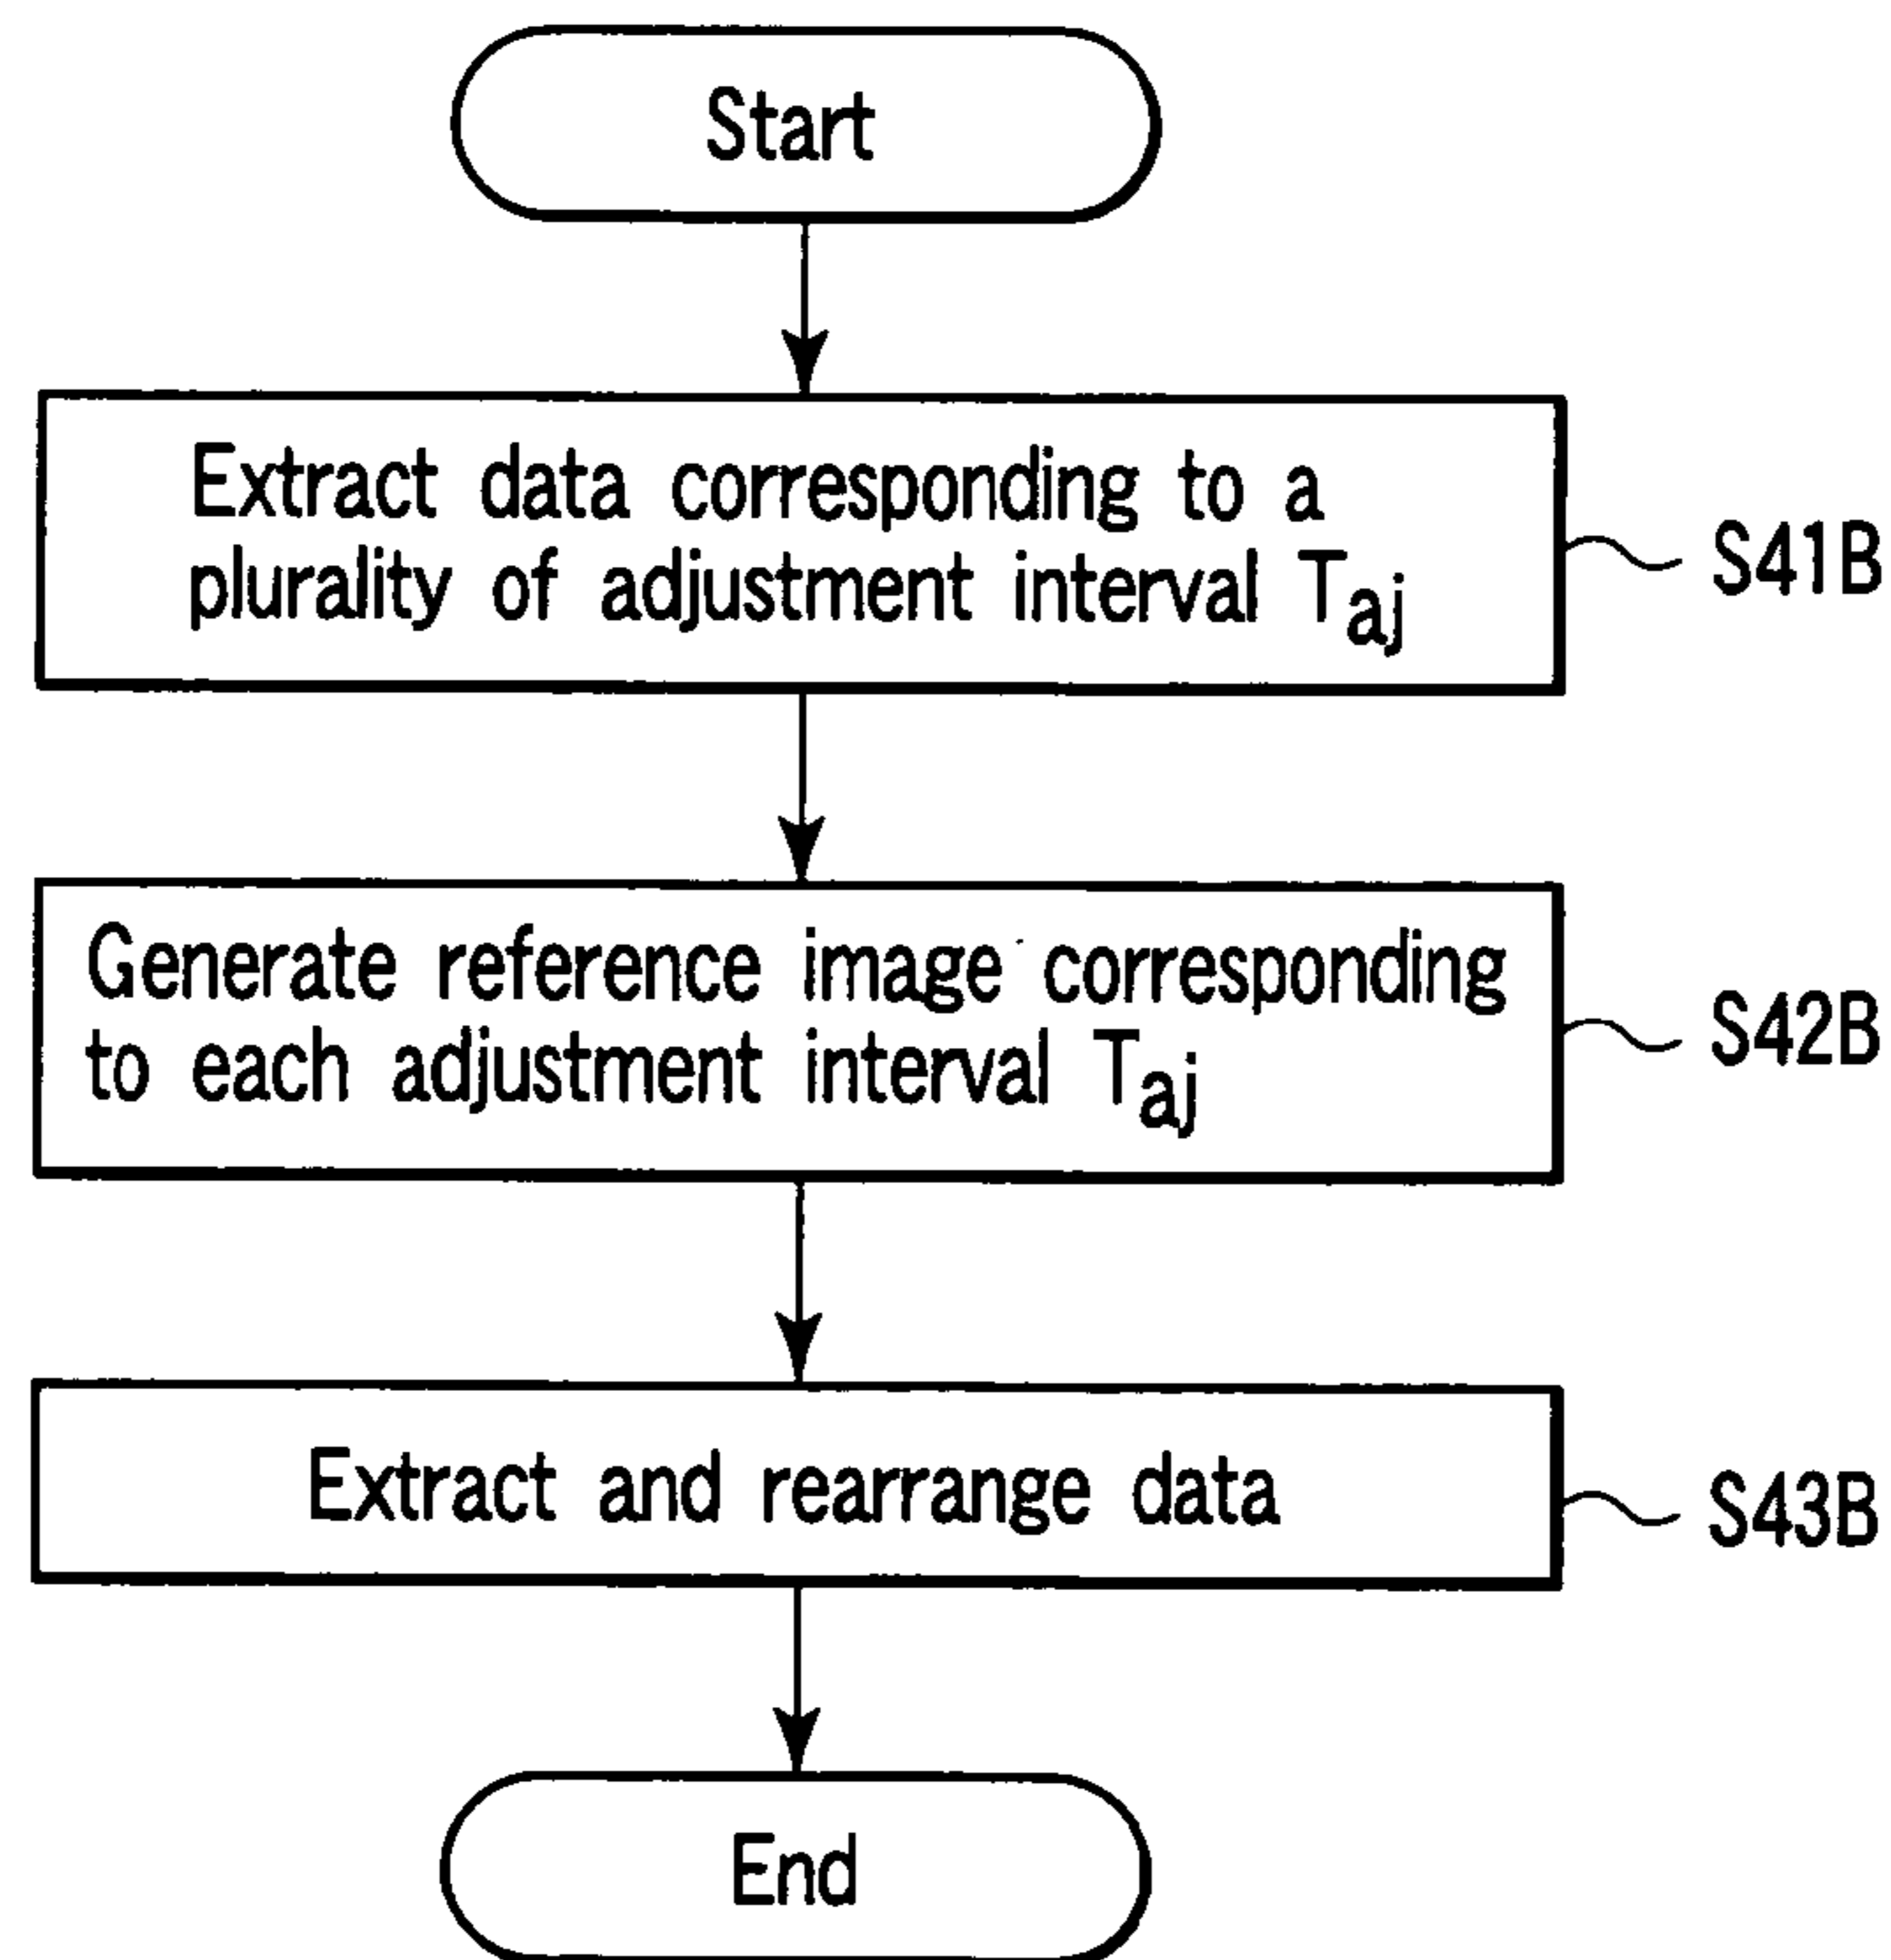 Start
Extract data corresponding to a
plurality of adjustment interval Taj
S41B
Generate reference image corresponding
to each adjustment interval Taj
S42B
Extract and rearrange data
S43B
End